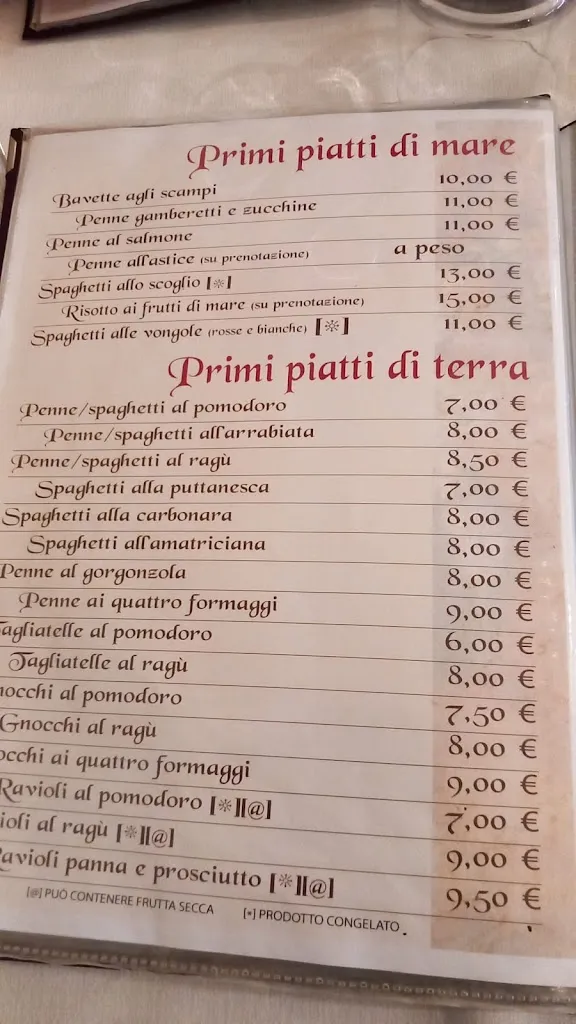 Primi piatti di mare
Bavette agli scampi 10,00 €
Penne gamberetti e zucchine 11,00 €
Penne al salmone 11,00 €
Penne all'astice (su prenotazione) a peso
Spaghetti allo scoglio [*] 13,00 €
Risotto ai frutti di mare (su prenotazione) 15,00 €
Spaghetti alle vongole (rosse e bianche) [*] 11,00 €
Primi piatti di terra
Penne/spaghetti al pomodoro 7,00 €
Penne/spaghetti all'arrabiata 8,00 €
Penne/spaghetti al ragù 8,50 €
Spaghetti alla puttanesca 7,00 €
Spaghetti alla carbonara 8,00 €
Spaghetti all'amatriciana 8,00 €
Penne al gorgonzola 8,00 €
Penne ai quattro formaggi 9,00 €
Tagliatelle al pomodoro 6,00 €
Tagliatelle al ragù 8,00 €
nocchi al pomodoro 7,50 €
Gnocchi al ragù 8,00 €
occhi ai quattro formaggi 9,00 €
Ravioli al pomodoro [*][@] 7,00 €
ioli al ragù [*][@] 9,00 €
Ravioli panna e prosciutto [*][@] 9,50 €
[@] PUÒ CONTENERE FRUTTA SECCA [*] PRODOTTO CONGELATO